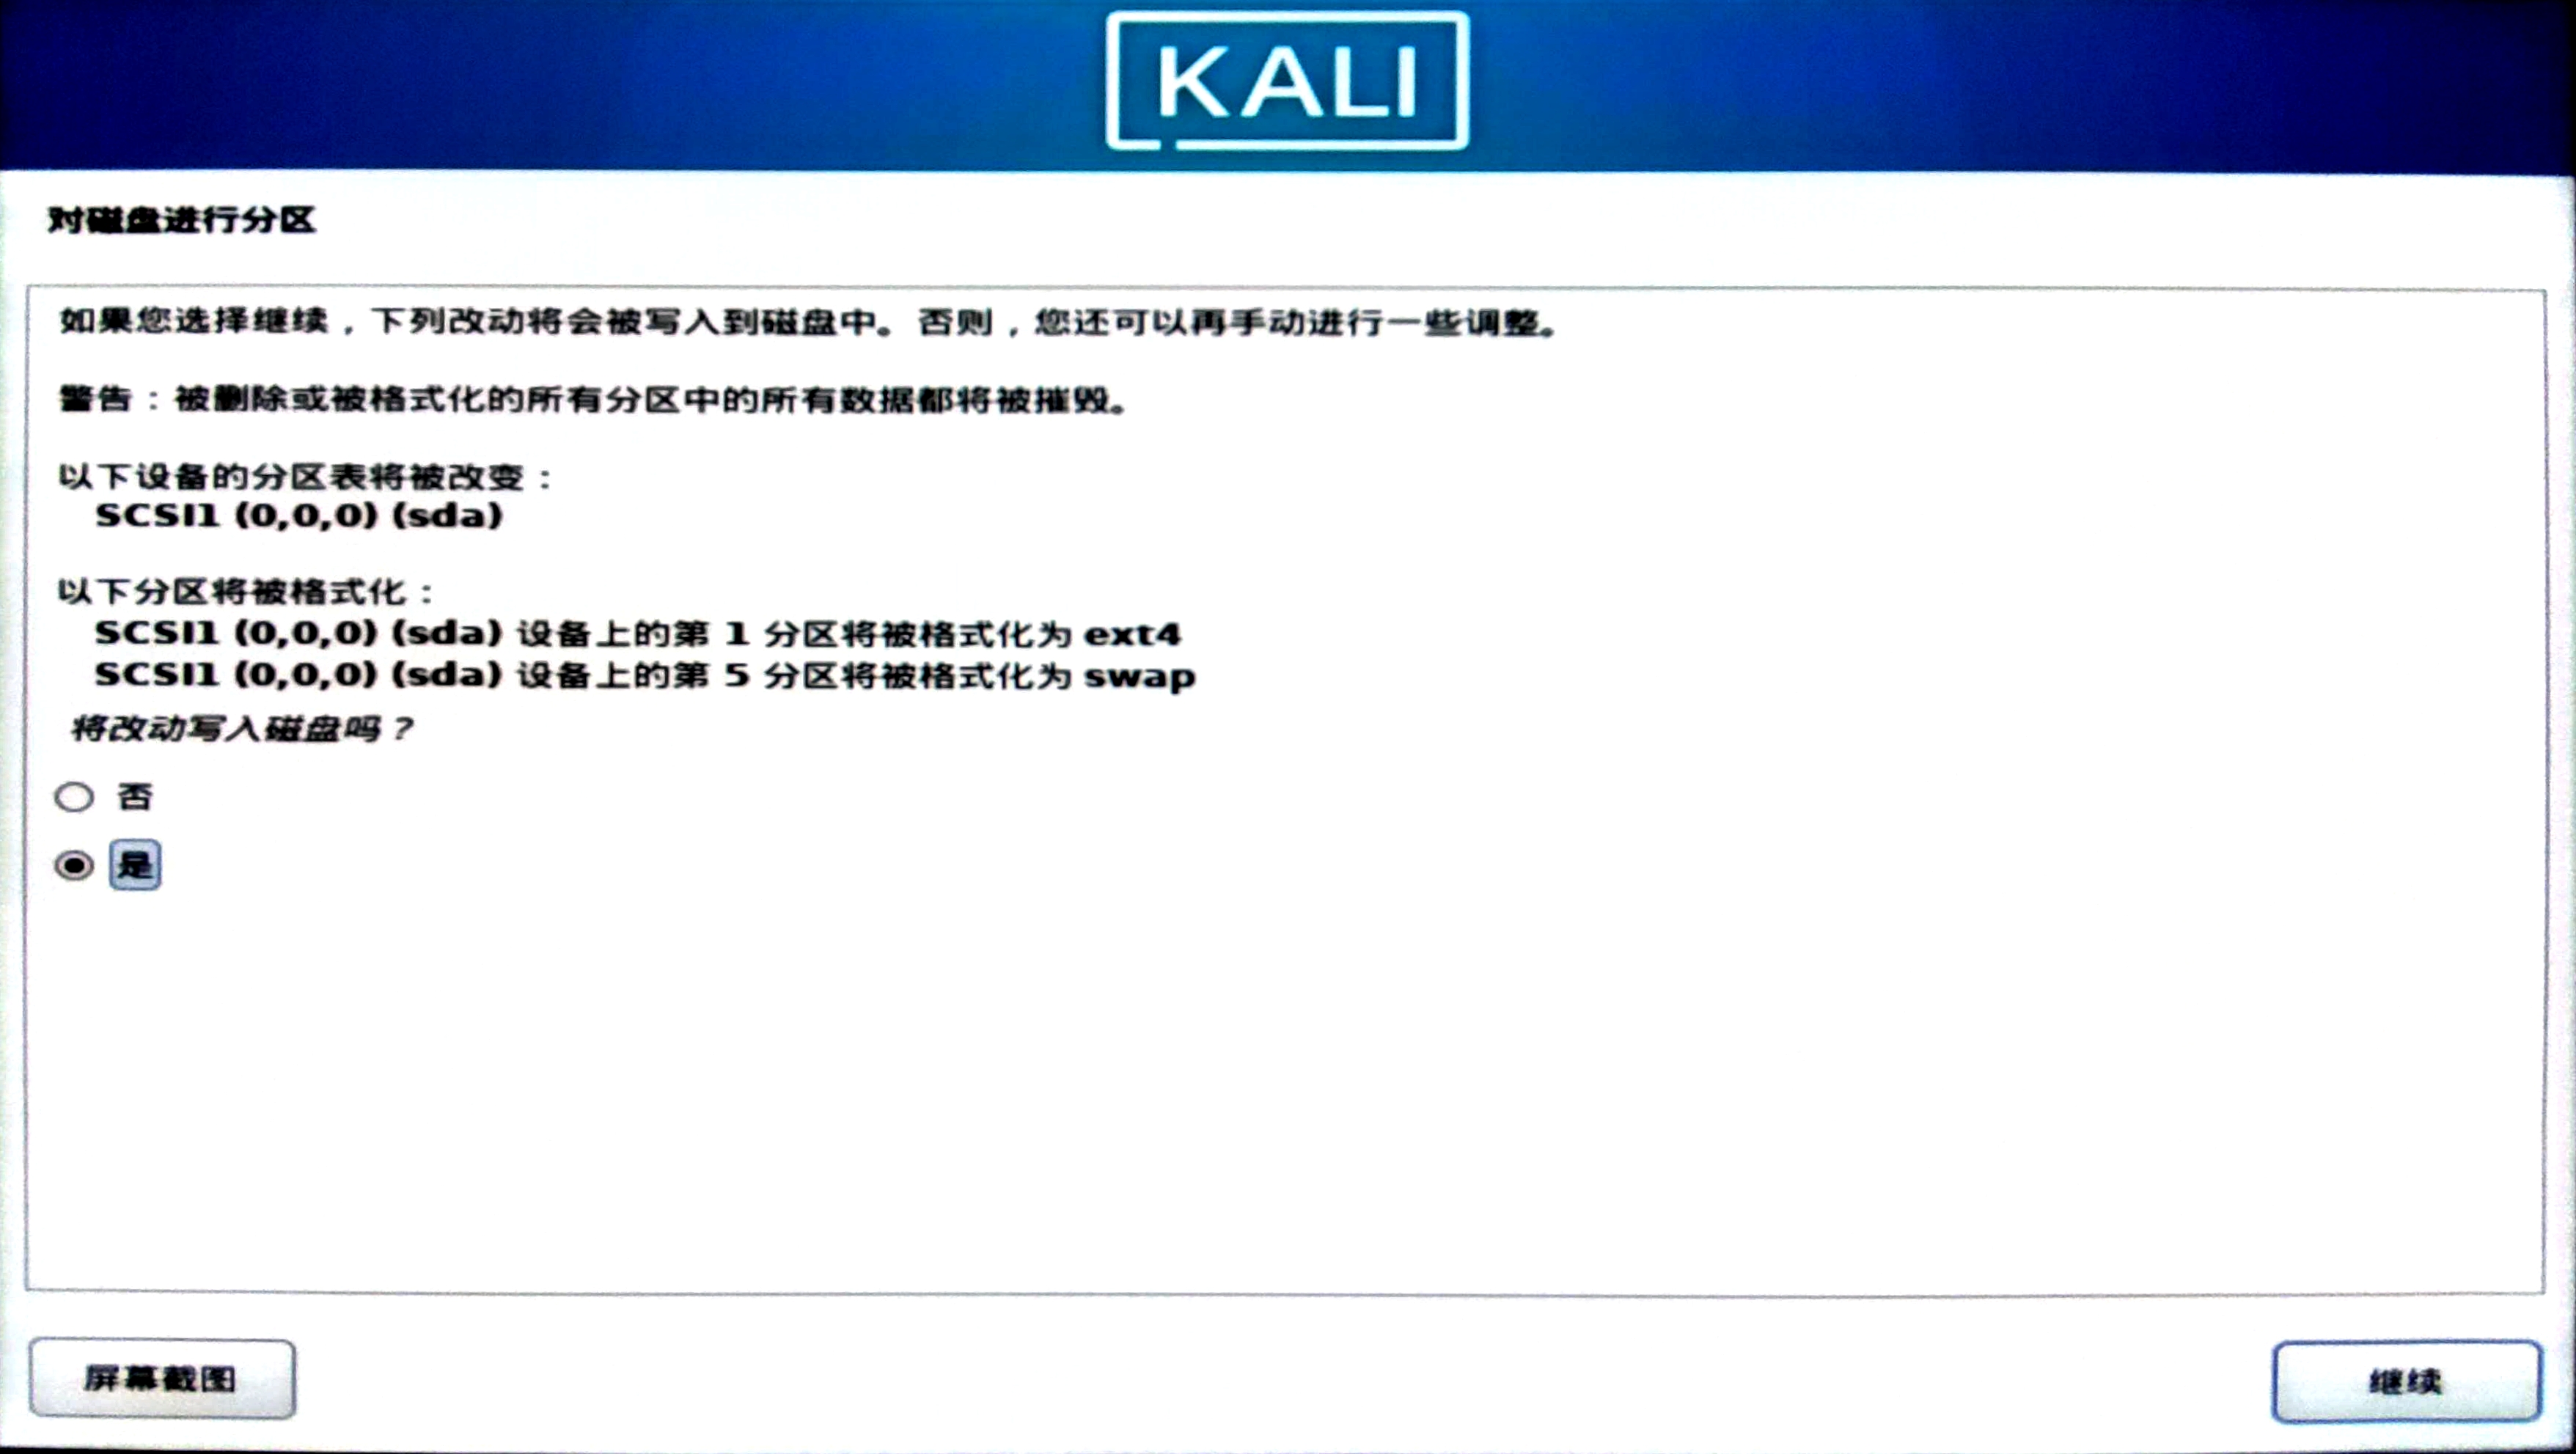 KALI
对磁盘进行分区
如果您选择继续，下列改动将会被写入到磁盘中。否则，您还可以再手动进行一些调整。
警告：被删除或被格式化的所有分区中的所有数据都将被摧毁。
以下设备的分区表将被改变：
SCSI1 (0,0,0) (sda)
以下分区将被格式化：
SCSI1 (0,0,0) (sda) 设备上的第 1 分区将被格式化为 ext4
SCSI1 (0,0,0) (sda) 设备上的第 5 分区将被格式化为 swap
将改动写入磁盘吗？
否
是
屏幕截图
继续